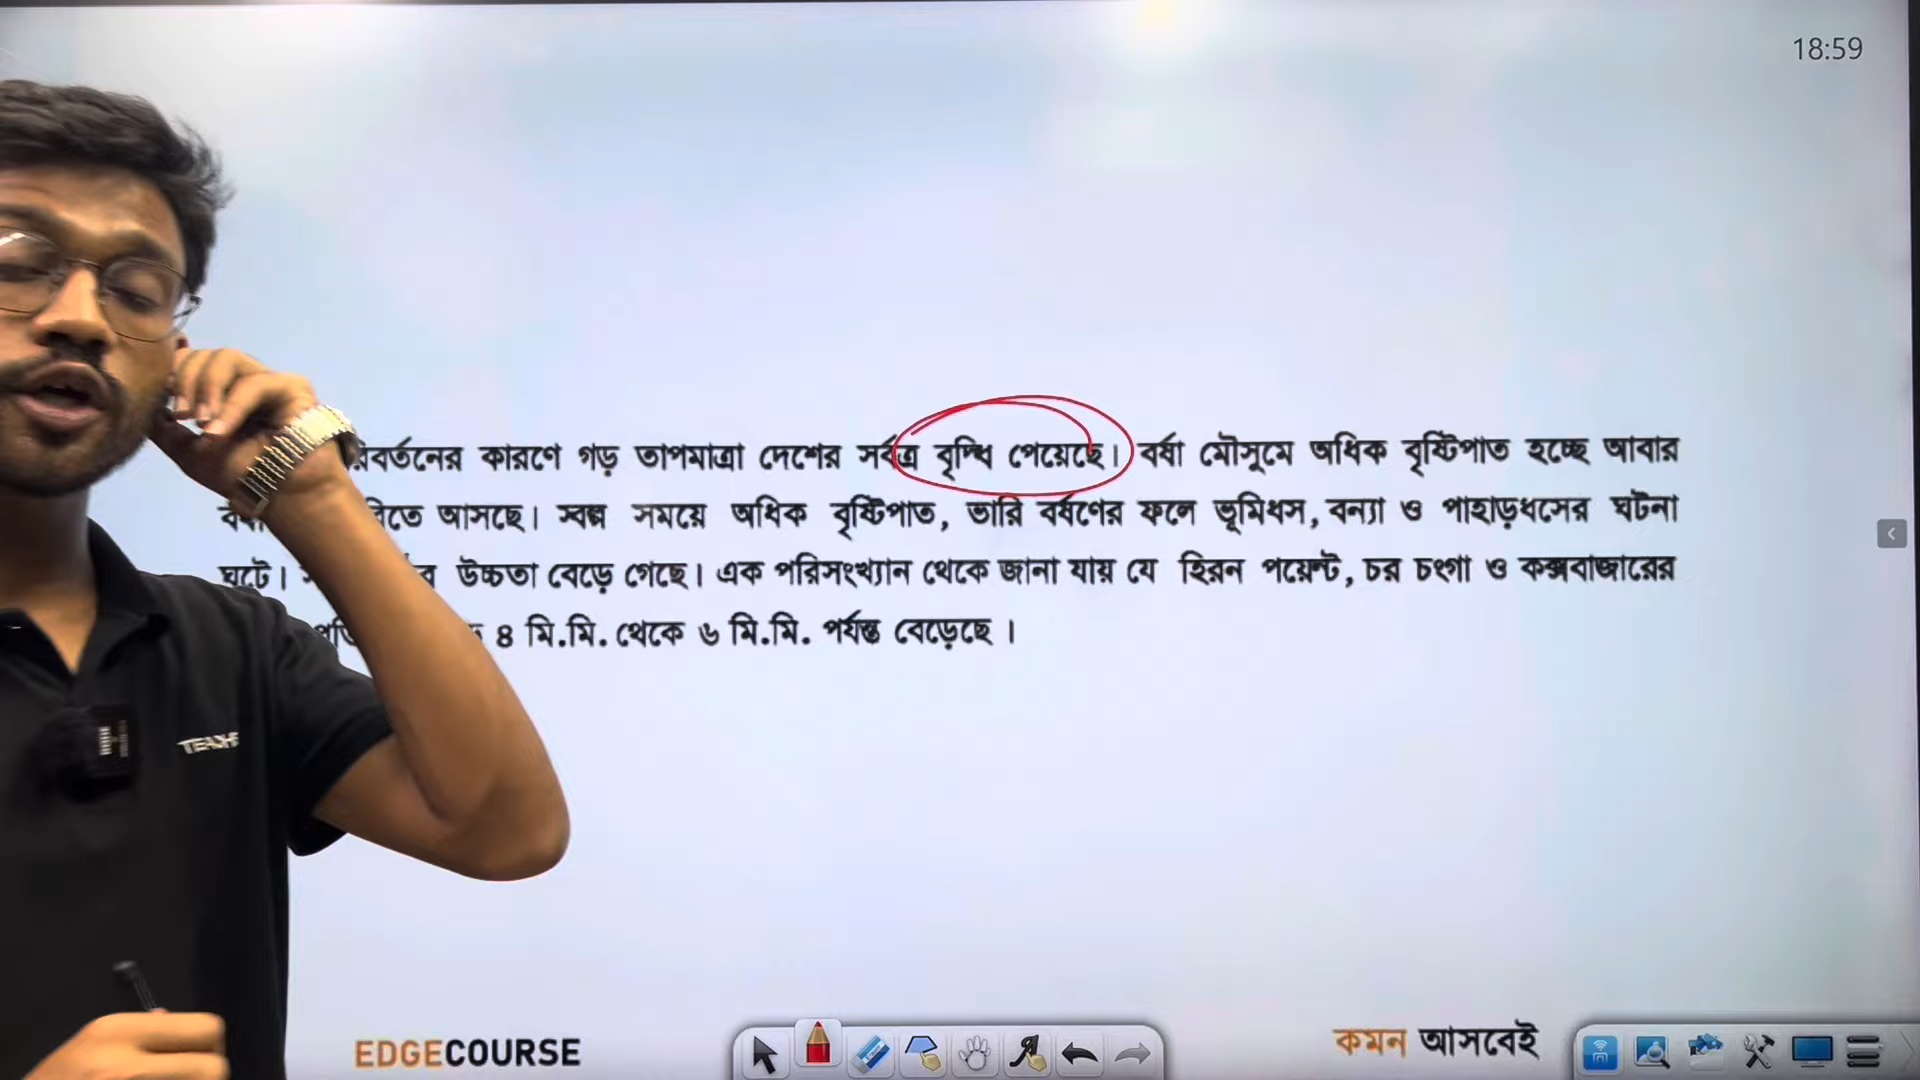 18:59
কারণে গড় তাপমাত্রা দেশের সর্বত্র বৃদ্ধি পেয়েছে। বর্ষা মৌসুমে অধিক বৃষ্টিপাত হচ্ছে আবার
আসছে। স্বল্প সময়ে অধিক বৃষ্টিপাত, ভারি বর্ষণের ফলে ভূমিধস, বন্যা ও পাহাড়ধসের ঘটনা
ঘটে। উচ্চতা বেড়ে গেছে। এক পরিসংখ্যান থেকে জানা যায় যে হিরন পয়েন্ট, চর চংগা ও কক্সবাজারের
৪ মি.মি. থেকে ৬ মি.মি. পর্যন্ত বেড়েছে।
EDGECOURSE
কমন আসবেই